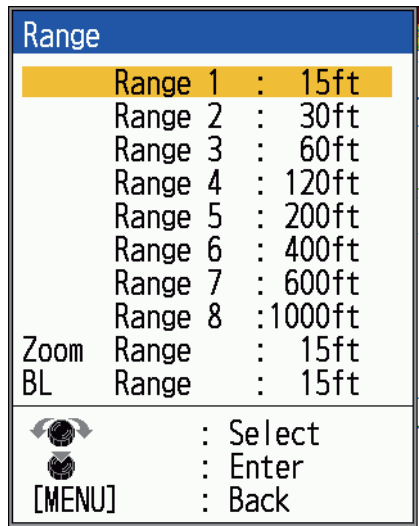 Range
Range 1 : 15ft
Range 2 : 30ft
Range 3 : 60ft
Range 4 : 120ft
Range 5 : 200ft
Range 6 : 400ft
Range 7 : 600ft
Range 8 :1000ft
Zoom Range : 15ft
BL Range : 15ft
: Select
: Enter
[MENU] : Back